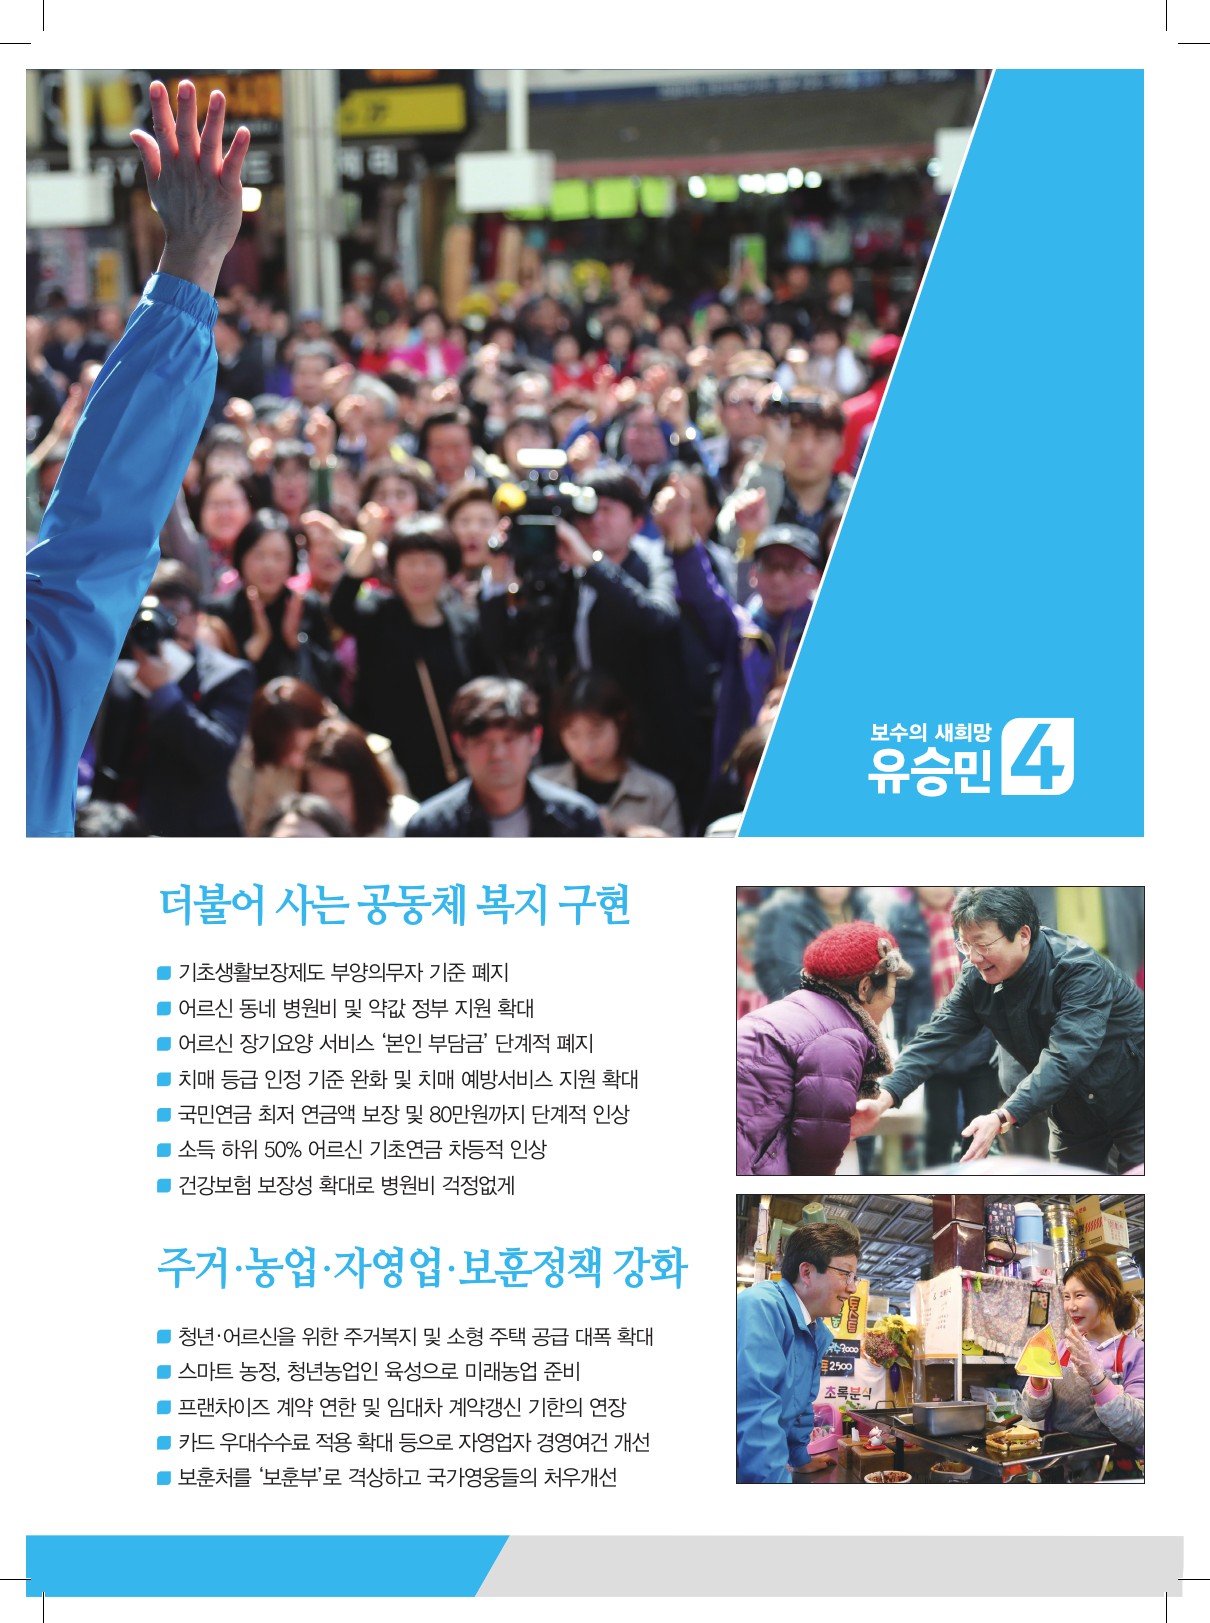 보수의 새희망
유승민 4
더불어 사는 공동체 복지 구현
기초생활보장제도 부양의무자 기준 폐지
어르신 동네 병원비 및 약값 정부 지원 확대
어르신 장기요양 서비스 ‘본인 부담금’ 단계적 폐지
치매 등급 인정 기준 완화 및 치매 예방서비스 지원 확대
국민연금 최저 연금액 보장 및 80만원까지 단계적 인상
소득 하위 50% 어르신 기초연금 차등적 인상
건강보험 보장성 확대로 병원비 걱정없게
주거·농업·자영업·보훈정책 강화
청년·어르신을 위한 주거복지 및 소형 주택 공급 대폭 확대
스마트 농정, 청년농업인 육성으로 미래농업 준비
프랜차이즈 계약 연한 및 임대차 계약갱신 기한의 연장
카드 우대수수료 적용 확대 등으로 자영업자 경영여건 개선
보훈처를 ‘보훈부’로 격상하고 국가영웅들의 처우개선
2,500
초록분식